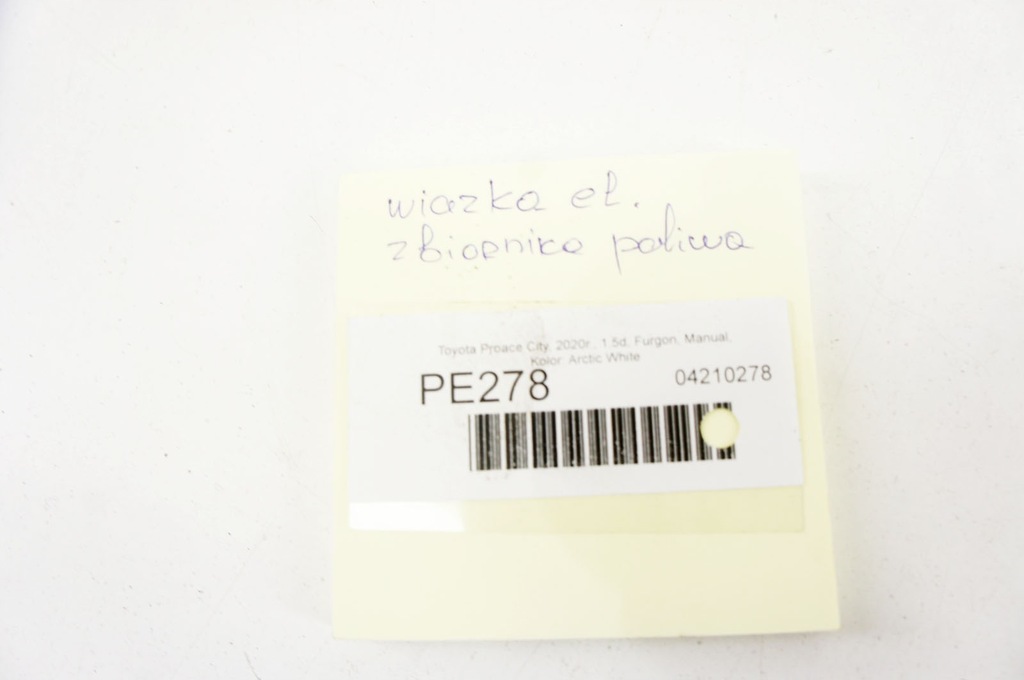 wiazka el.
zbiornika paliwa
Toyota Proace City, 2020r., 1.5d, Furgon, Manual,
Kolor: Arctic White
PE278
04210278